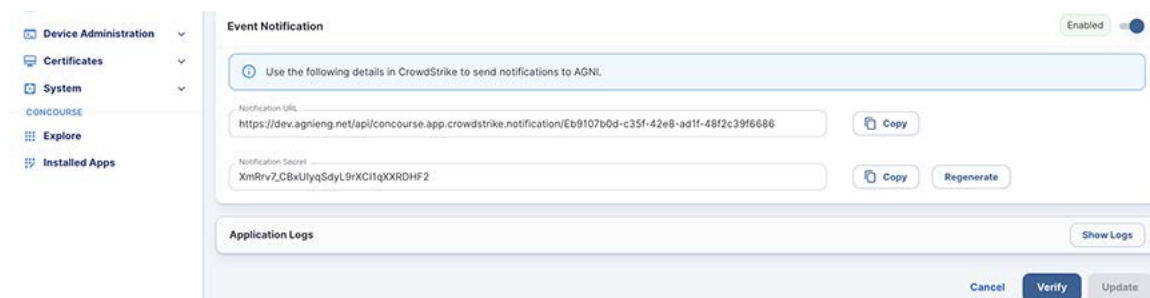 Device Administration
Certificates
System
CONCOURSE
Explore
Installed Apps
Event Notification
Enabled
Use the following details in CrowdStrike to send notifications to AGNI.
Notification URL
https://dev.agnieng.net/api/concourse.app.crowdstrike.notification/Eb9107b0d-c35f-42e8-ad1f-48f2c39f6686
Copy
Notification Secret
XmRrv7_CBxUlyqSdyL9rXCI1qXXRDHF2
Copy
Regenerate
Application Logs
Show Logs
Cancel
Verify
Update